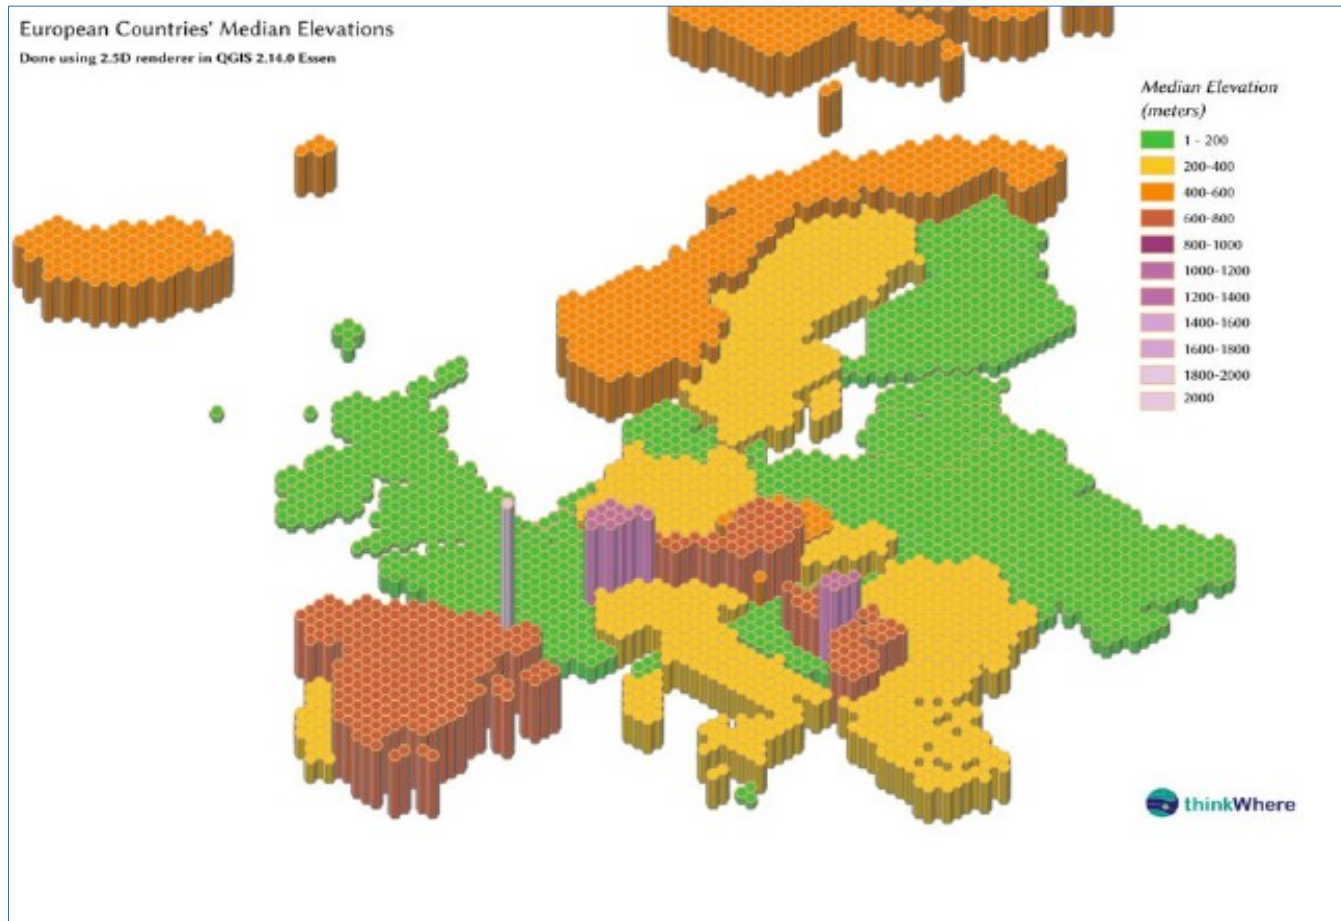 European Countries' Median Elevations
Done using 2.5D renderer in QGIS 2.14.0 Essen
Median Elevation
(meters)
1 - 200
200-400
400-600
600-800
800-1000
1000-1200
1200-1400
1400-1600
1600-1800
1800-2000
2000
thinkWhere